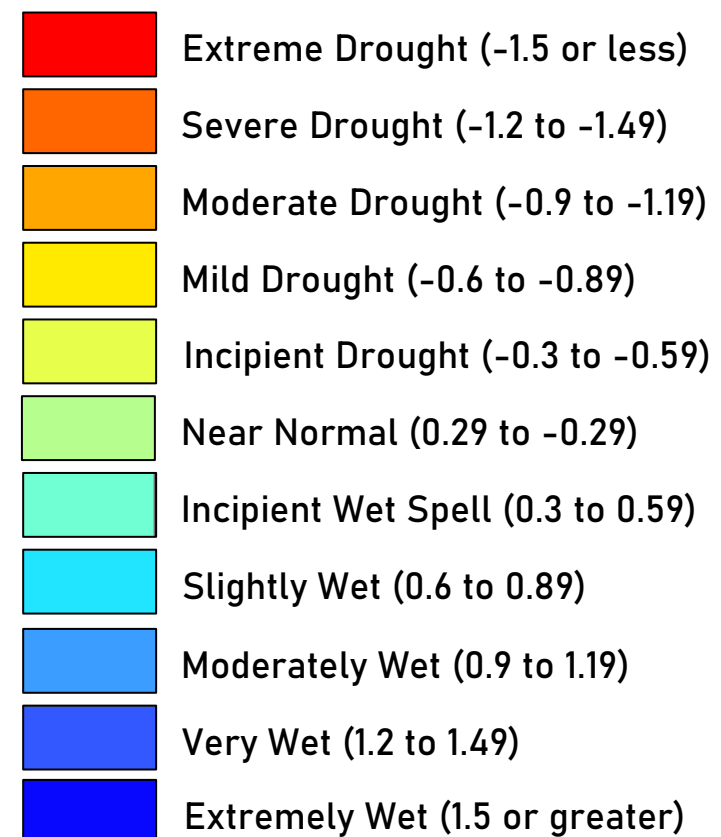 Extreme Drought (-1.5 or less)
Severe Drought (-1.2 to -1.49)
Moderate Drought (-0.9 to -1.19)
Mild Drought (-0.6 to -0.89)
Incipient Drought (-0.3 to -0.59)
Near Normal (0.29 to -0.29)
Incipient Wet Spell (0.3 to 0.59)
Slightly Wet (0.6 to 0.89)
Moderately Wet (0.9 to 1.19)
Very Wet (1.2 to 1.49)
Extremely Wet (1.5 or greater)